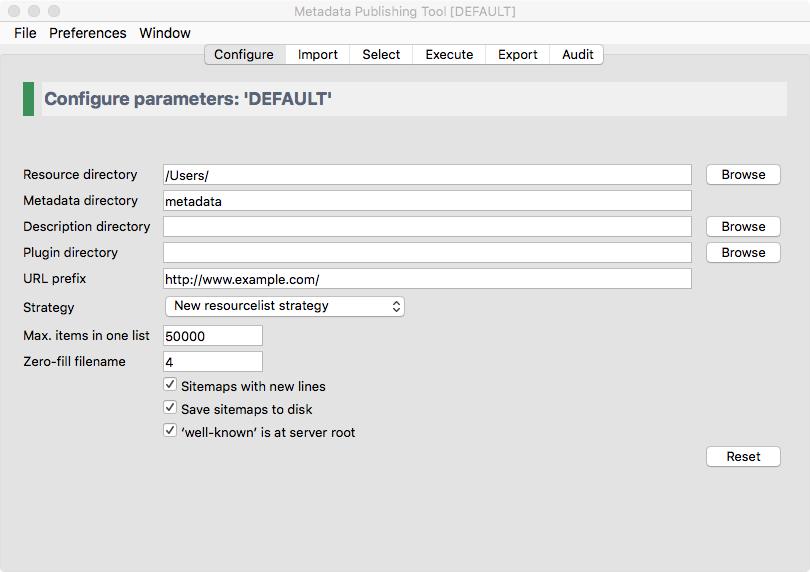 Metadata Publishing Tool [DEFAULT]
File Preferences Window
Configure Import Select Execute Export Audit
Configure parameters: 'DEFAULT'
Resource directory /Users/ Browse
Metadata directory metadata
Description directory Browse
Plugin directory Browse
URL prefix http://www.example.com/
Strategy New resourcelist strategy
Max. items in one list 50000
Zero-fill filename 4
Sitemaps with new lines
Save sitemaps to disk
‘well-known’ is at server root
Reset